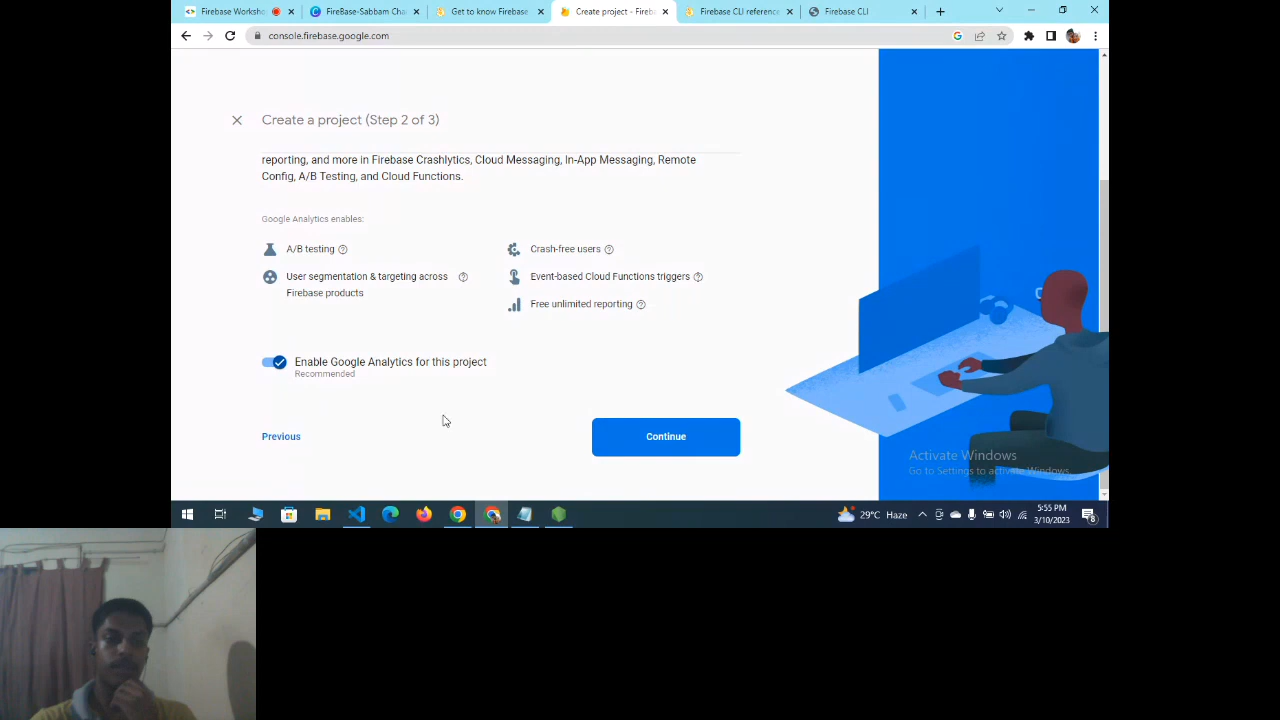 Firebase Worksho
FireBase-Sabbam Cha
Get to know Firebase
Create project - Fireb
Firebase CLI reference
Firebase CLI
console.firebase.google.com
Create a project (Step 2 of 3)
reporting, and more in Firebase Crashlytics, Cloud Messaging, In-App Messaging, Remote
Config, A/B Testing, and Cloud Functions.
Google Analytics enables:
A/B testing
Crash-free users
User segmentation & targeting across
Firebase products
Event-based Cloud Functions triggers
Free unlimited reporting
Enable Google Analytics for this project
Recommended
Previous
Continue
Activate Windows
Go to Settings to activate Windows.
29°C Haze
5:55 PM
3/10/2023
8